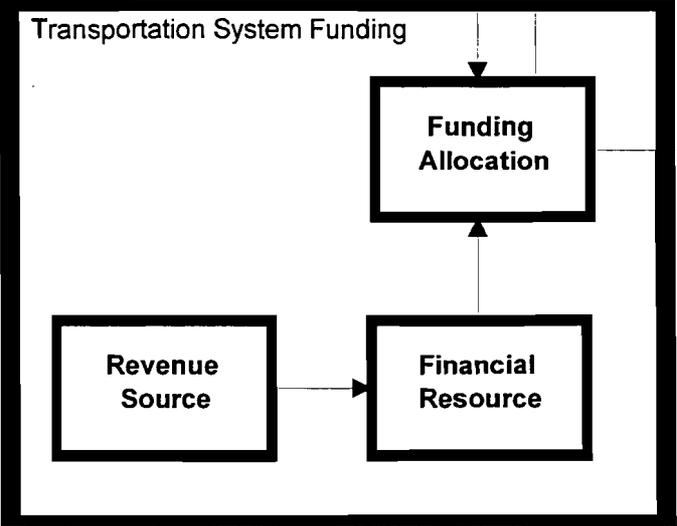 Transportation System Funding
Funding
Allocation
Revenue
Source
Financial
Resource